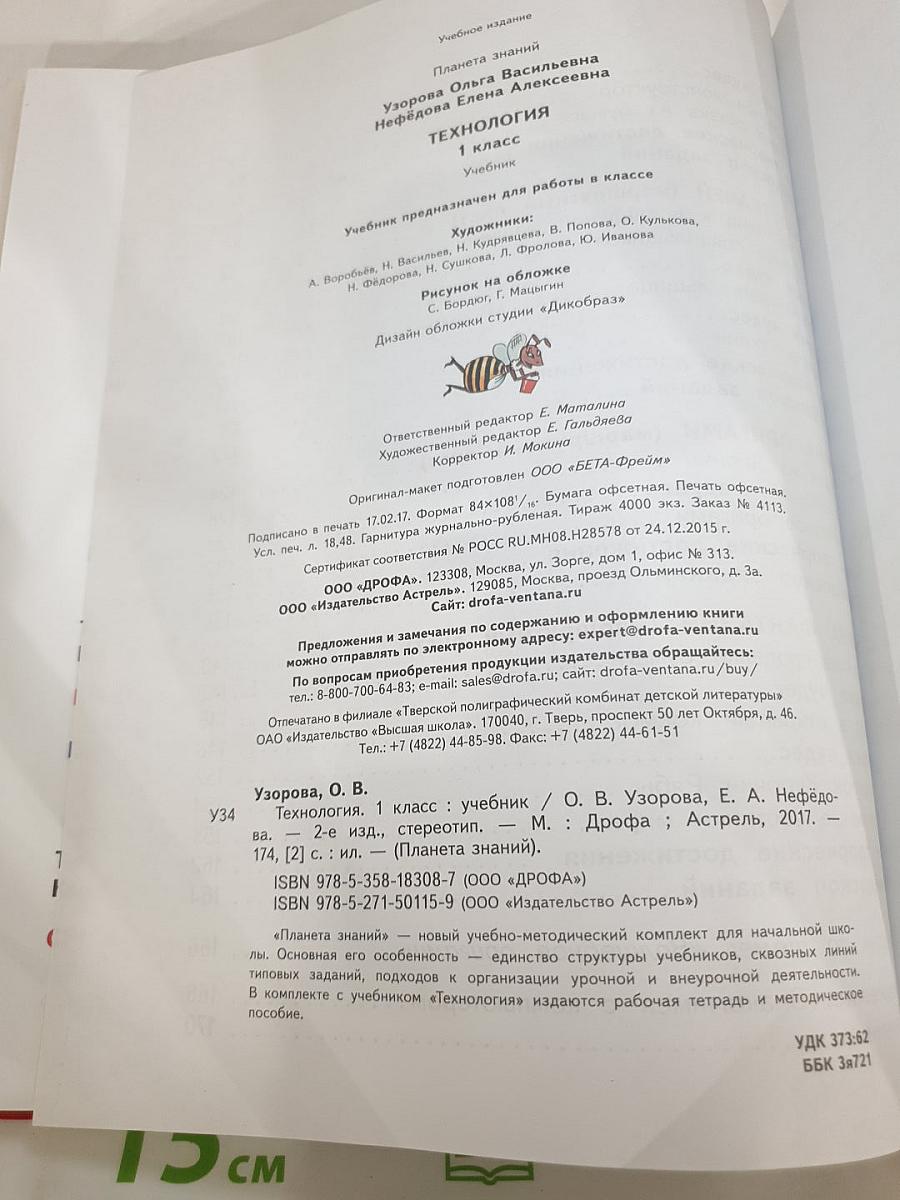 Учебное издание
Планета знаний
Узорова Ольга Васильевна
Нефёдова Елена Алексеевна
ТЕХНОЛОГИЯ
1 класс
Учебник
Учебник предназначен для работы в классе
Художники:
А. Воробьёв, Н. Васильев, Н. Кудрявцева, В. Попова, О. Кулькова,
Н. Фёдорова, Н. Сушкова, Л. Фролова, Ю. Иванова
Рисунок на обложке
С. Бордюг, Г. Мацыгин
Дизайн обложки студии «Дикобраз»
Ответственный редактор Е. Маталина
Художественный редактор Е. Гальдяева
Корректор И. Мокина
Оригинал-макет подготовлен ООО «БЕТА-Фрейм»
Подписано в печать 17.02.17. Формат 84×108¹/₁₆. Бумага офсетная. Печать офсетная.
Усл. печ. л. 18,48. Гарнитура журнально-рубленая. Тираж 4000 экз. Заказ № 4113.
Сертификат соответствия № РОСС RU.МН08.Н28578 от 24.12.2015 г.
ООО «ДРОФА». 123308, Москва, ул. Зорге, дом 1, офис № 313.
ООО «Издательство Астрель». 129085, Москва, проезд Ольминского, д. 3а.
Сайт: drofa-ventana.ru
Предложения и замечания по содержанию и оформлению книги
можно отправлять по электронному адресу: expert@drofa-ventana.ru
По вопросам приобретения продукции издательства обращайтесь:
тел.: 8-800-700-64-83; e-mail: sales@drofa.ru; сайт: drofa-ventana.ru/buy/
Отпечатано в филиале «Тверской полиграфический комбинат детской литературы»
ОАО «Издательство «Высшая школа». 170040, г. Тверь, проспект 50 лет Октября, д. 46.
Тел.: +7 (4822) 44-85-98. Факс: +7 (4822) 44-61-51
Узорова, О. В.
У34 Технология. 1 класс : учебник / О. В. Узорова, Е. А. Нефёдо-
ва. — 2-е изд., стереотип. — М. : Дрофа ; Астрель, 2017. —
174, [2] с. : ил. — (Планета знаний).
ISBN 978-5-358-18308-7 (ООО «ДРОФА»)
ISBN 978-5-271-50115-9 (ООО «Издательство Астрель»)
«Планета знаний» — новый учебно-методический комплект для начальной шко-
лы. Основная его особенность — единство структуры учебников, сквозных линий
типовых заданий, подходов к организации урочной и внеурочной деятельности.
В комплекте с учебником «Технология» издаются рабочая тетрадь и методическое
пособие.
УДК 373:62
ББК 3я721
15 см